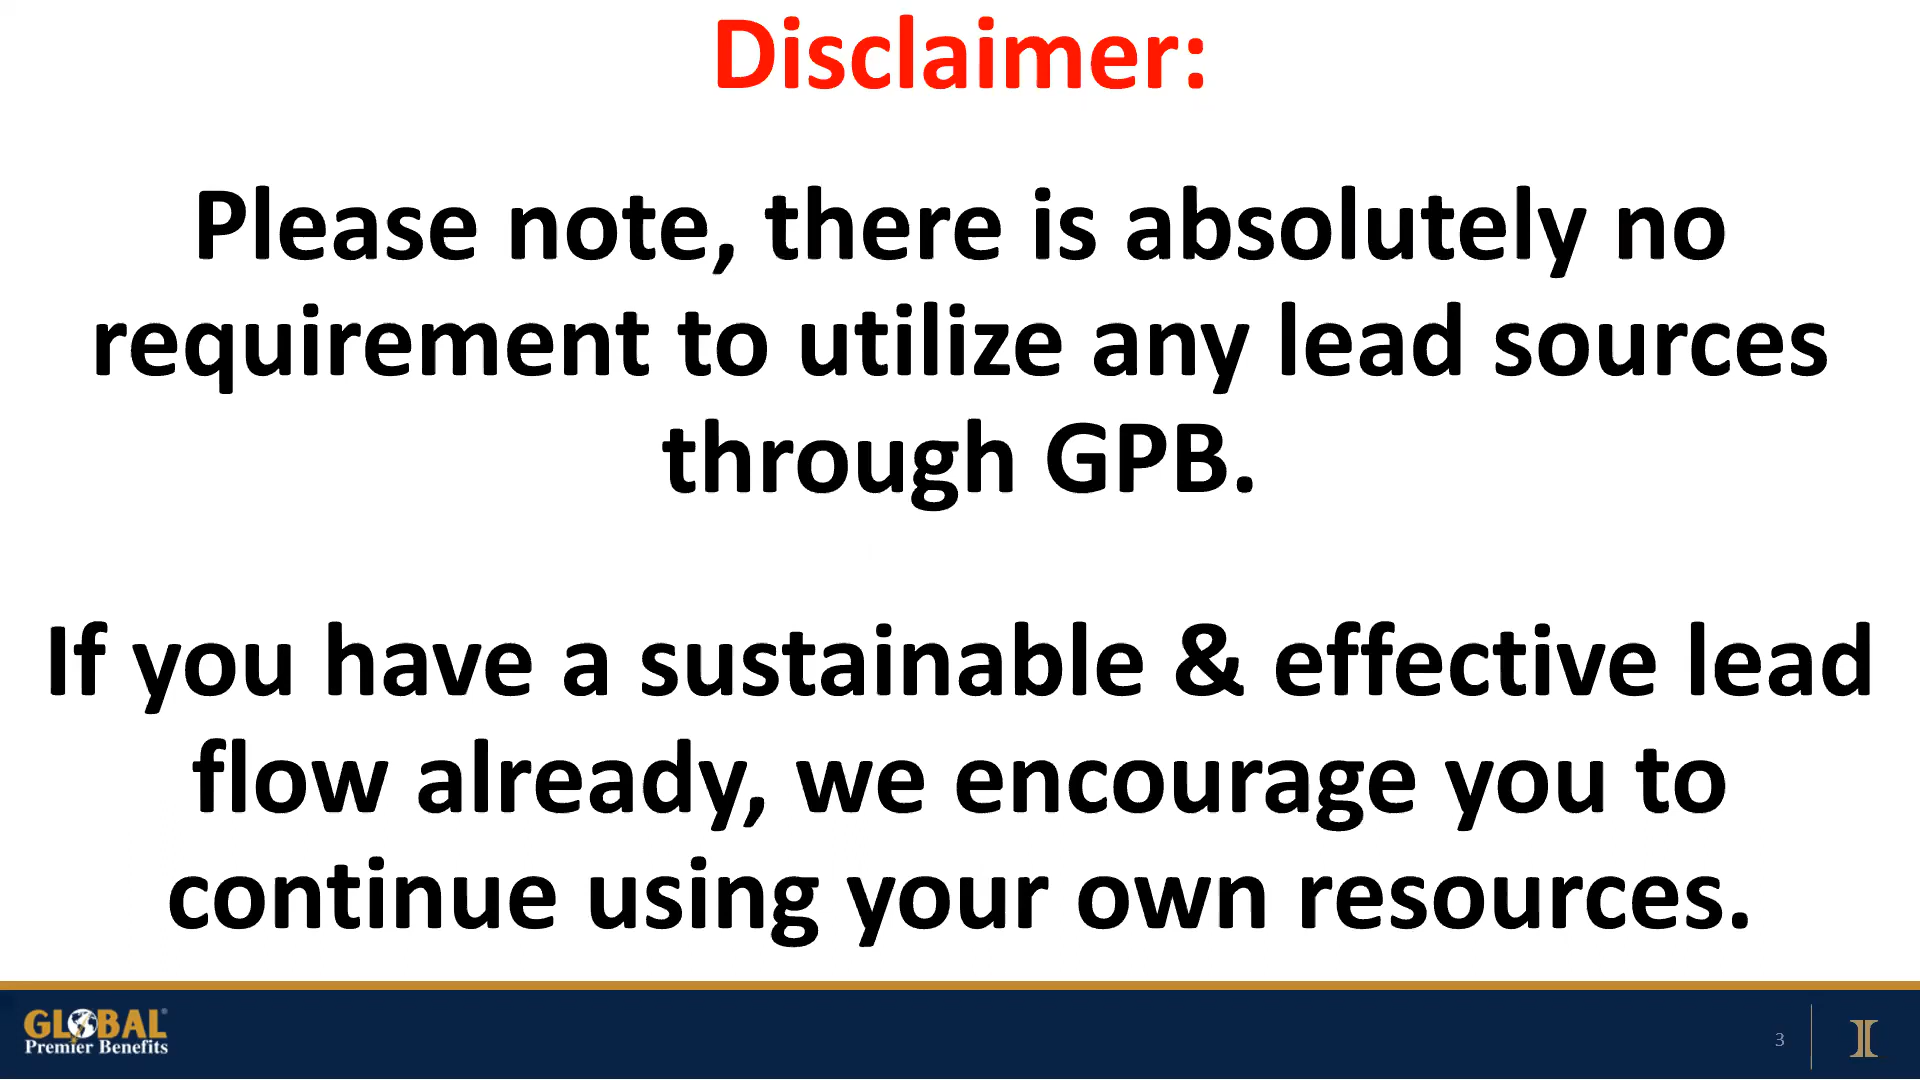 Disclaimer:
Please note, there is absolutely no
requirement to utilize any lead sources
through GPB.
If you have a sustainable & effective lead
flow already, we encourage you to
continue using your own resources.
GLOBAL
Premier Benefits
3
I